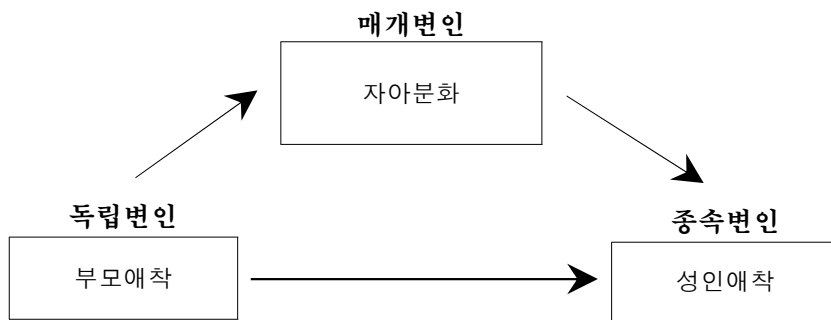 매개변인
자아분화
독립변인
종속변인
부모애착
성인애착